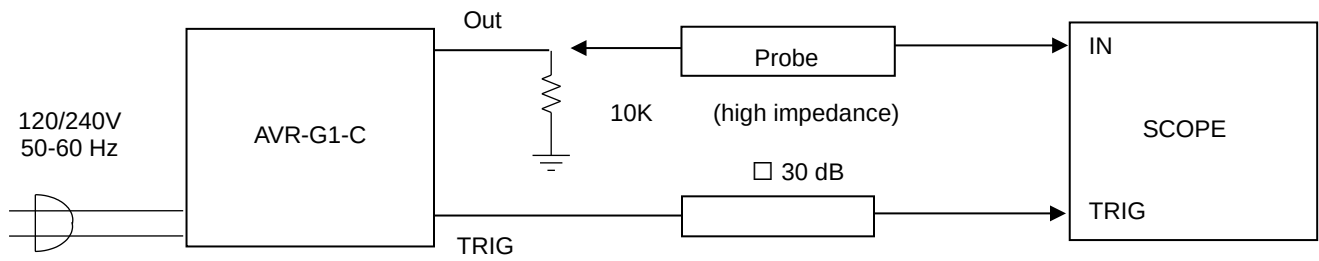 Out
Probe
IN
10K
(high impedance)
SCOPE
120/240V
50-60 Hz
AVR-G1-C
□ 30 dB
TRIG
TRIG